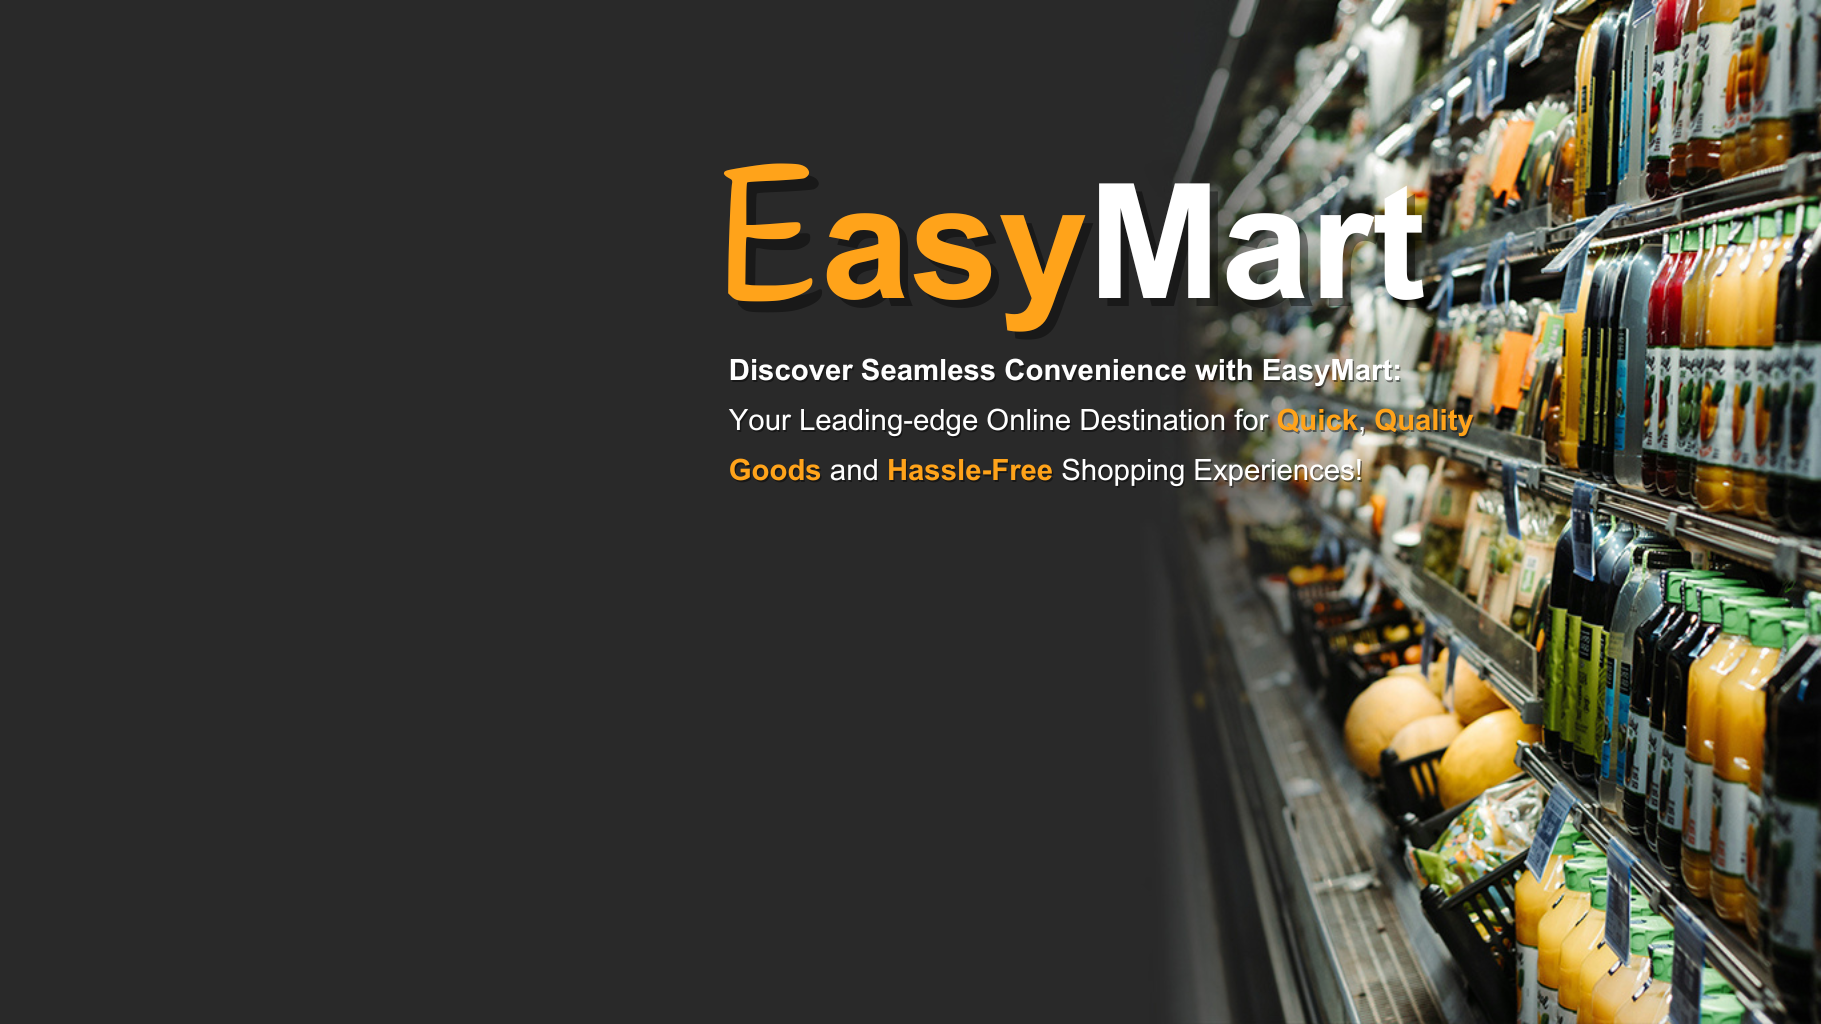 EasyMart
Discover Seamless Convenience with EasyMart:
Your Leading-edge Online Destination for Quick, Quality
Goods and Hassle-Free Shopping Experiences!